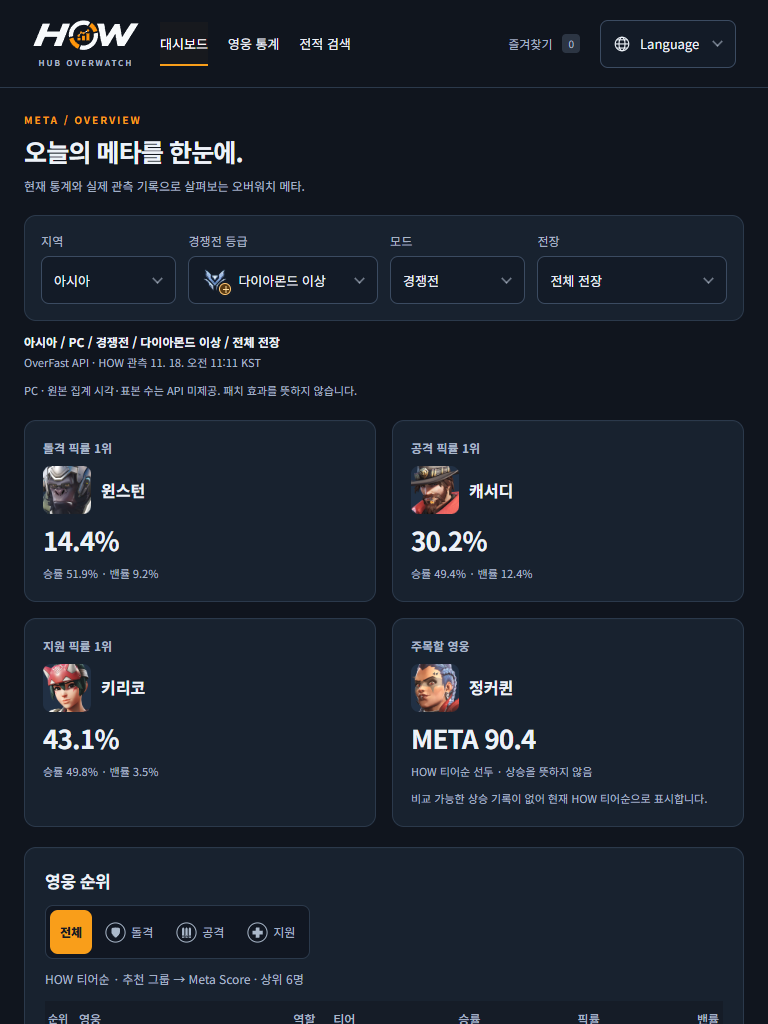 HOW
HUB OVERWATCH
대시보드 영웅 통계 전적 검색 즐겨찾기 0 Language
META / OVERVIEW
오늘의 메타를 한눈에.
현재 통계와 실제 관측 기록으로 살펴보는 오버워치 메타.
지역 경쟁전 등급 모드 전장
아시아 다이아몬드 이상 경쟁전 전체 전장
아시아 / PC / 경쟁전 / 다이아몬드 이상 / 전체 전장
OverFast API · HOW 관측 11. 18. 오전 11:11 KST
PC · 원본 집계 시각·표본 수는 API 미제공. 패치 효과를 뜻하지 않습니다.
돌격 픽률 1위
윈스턴
14.4%
승률 51.9% · 밴률 9.2%
공격 픽률 1위
캐서디
30.2%
승률 49.4% · 밴률 12.4%
지원 픽률 1위
키리코
43.1%
승률 49.8% · 밴률 3.5%
주목할 영웅
정커퀸
META 90.4
HOW 티어순 선두 · 상승을 뜻하지 않음
비교 가능한 상승 기록이 없어 현재 HOW 티어순으로 표시합니다.
영웅 순위
전체 돌격 공격 지원
HOW 티어순 · 추천 그룹 → Meta Score · 상위 6명
순위 영웅 역할 티어 승률 픽률 밴률